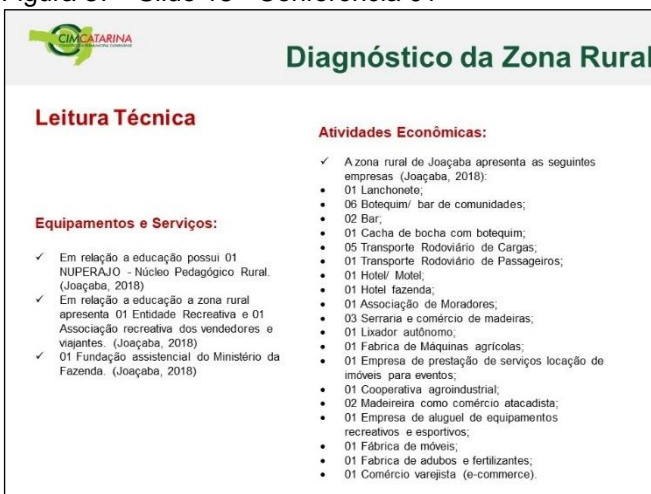 CIMCATARINA
Diagnóstico da Zona Rural
Leitura Técnica
Equipamentos e Serviços:
✓ Em relação a educação possui 01
NUPERAJO - Núcleo Pedagógico Rural.
(Joaçaba, 2018)
✓ Em relação a educação a zona rural
apresenta 01 Entidade Recreativa e 01
Associação recreativa dos vendedores e
viajantes. (Joaçaba, 2018)
✓ 01 Fundação assistencial do Ministério da
Fazenda. (Joaçaba, 2018)
Atividades Econômicas:
✓ A zona rural de Joaçaba apresenta as seguintes
empresas (Joaçaba, 2018):
• 01 Lanchonete;
• 06 Botequim/ bar de comunidades;
• 02 Bar;
• 01 Cacha de bocha com botequim;
• 05 Transporte Rodoviário de Cargas;
• 01 Transporte Rodoviário de Passageiros;
• 01 Hotel/ Motel;
• 01 Hotel fazenda;
• 01 Associação de Moradores;
• 03 Serraria e comércio de madeiras;
• 01 Lixador autônomo;
• 01 Fabrica de Máquinas agrícolas;
• 01 Empresa de prestação de serviços locação de
imóveis para eventos;
• 01 Cooperativa agroindustrial;
• 02 Madeireira como comércio atacadista;
• 01 Empresa de aluguel de equipamentos
recreativos e esportivos;
• 01 Fábrica de móveis;
• 01 Fabrica de adubos e fertilizantes;
• 01 Comércio varejista (e-commerce).